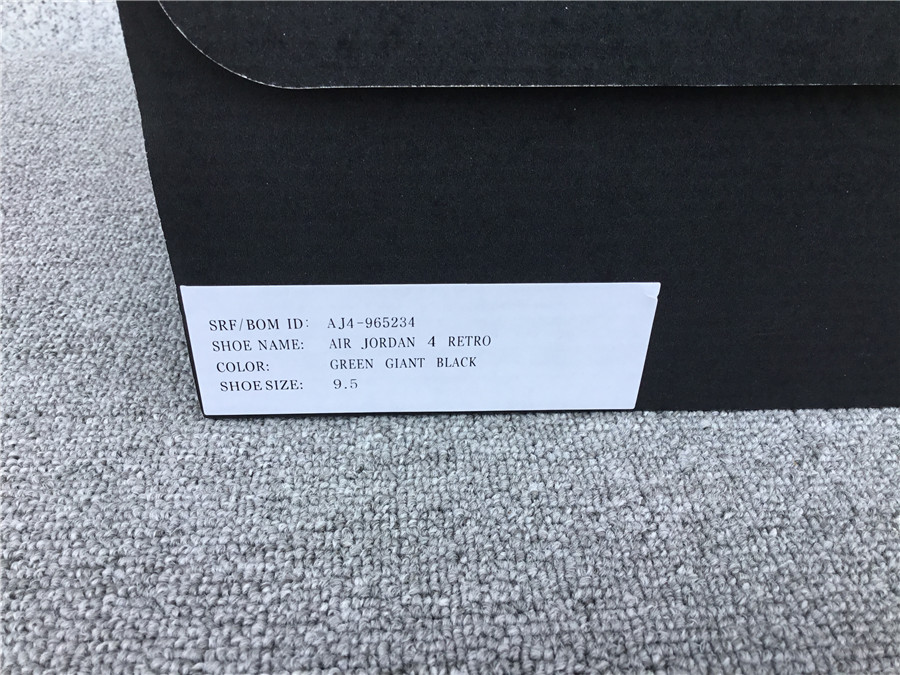 SRF/BOM ID: AJ4-965234
SHOE NAME: AIR JORDAN 4 RETRO
COLOR: GREEN GIANT BLACK
SHOE SIZE: 9.5